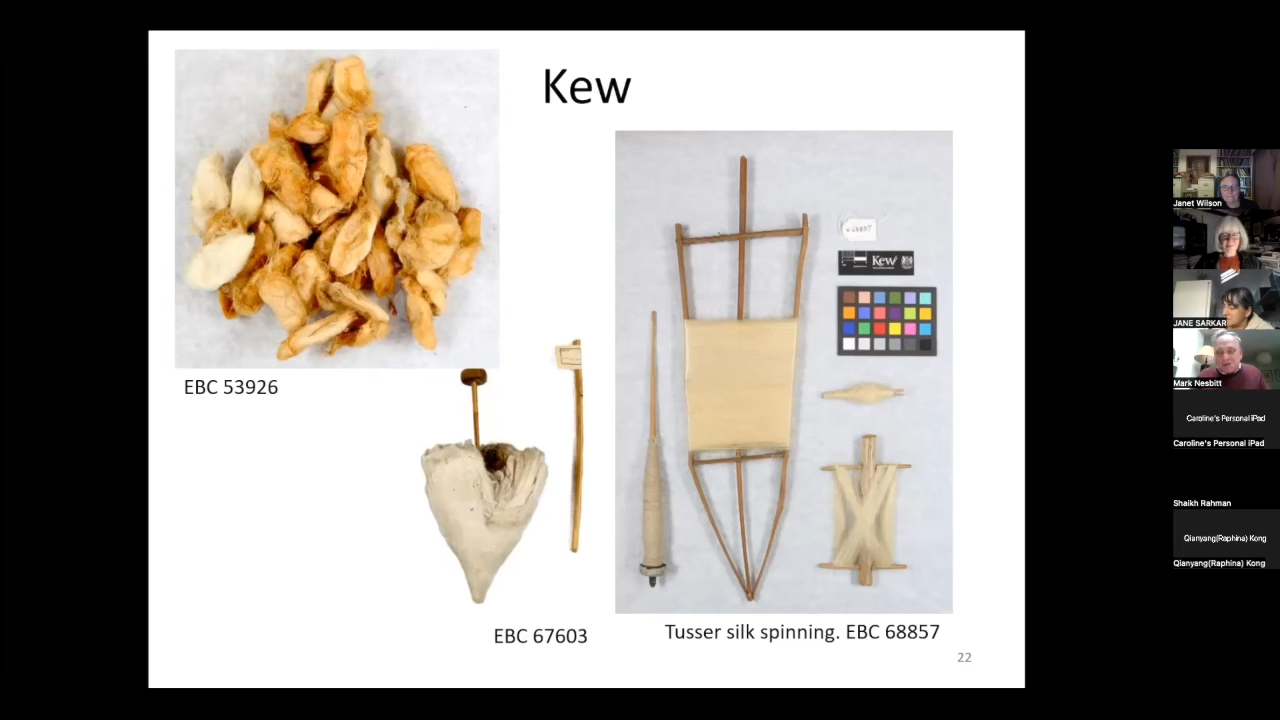 Kew
EBC 53926
Kew
EBC 67603
Tusser silk spinning. EBC 68857
22
Janet Wilson
JANE SARKAR
Mark Nesbitt
Caroline's Personal iPad
Caroline's Personal iPad
Shaikh Rahman
Qianyang(Raphina) Kong
Qianyang(Raphina) Kong